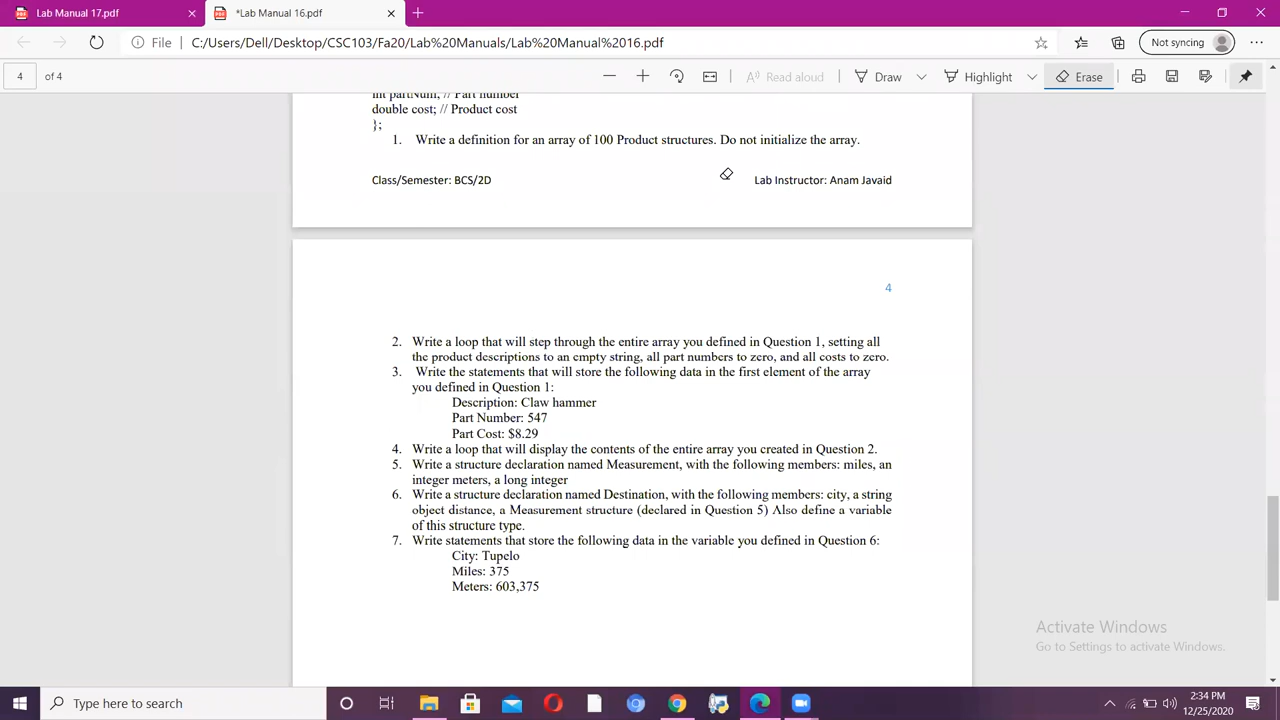 Lab Manual 17.pdf
*Lab Manual 16.pdf
File
C:/Users/Dell/Desktop/CSC103/Fa20/Lab%20Manuals/Lab%20Manual%2016.pdf
Not syncing
4 of 4
Read aloud
Draw
Highlight
Erase
int partNum; // Part number
double cost; // Product cost
};
1. Write a definition for an array of 100 Product structures. Do not initialize the array.
Class/Semester: BCS/2D
Lab Instructor: Anam Javaid
4
2. Write a loop that will step through the entire array you defined in Question 1, setting all
the product descriptions to an empty string, all part numbers to zero, and all costs to zero.
3. Write the statements that will store the following data in the first element of the array
you defined in Question 1:
Description: Claw hammer
Part Number: 547
Part Cost: $8.29
4. Write a loop that will display the contents of the entire array you created in Question 2.
5. Write a structure declaration named Measurement, with the following members: miles, an
integer meters, a long integer
6. Write a structure declaration named Destination, with the following members: city, a string
object distance, a Measurement structure (declared in Question 5) Also define a variable
of this structure type.
7. Write statements that store the following data in the variable you defined in Question 6:
City: Tupelo
Miles: 375
Meters: 603,375
Activate Windows
Go to Settings to activate Windows.
Type here to search
2:34 PM
12/25/2020